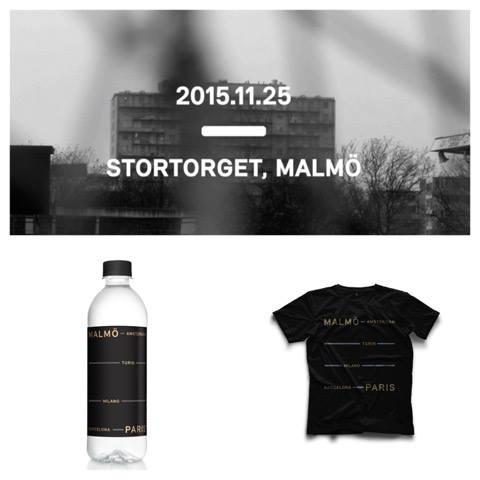 2015.11.25
STORTORGET, MALMÖ
MALMÖ — AMSTERDAM
TURIN
MILANO
BARCELONA — PARIS
MALMÖ — AMSTERDAM
TURIN
MILANO
BARCELONA — PARIS